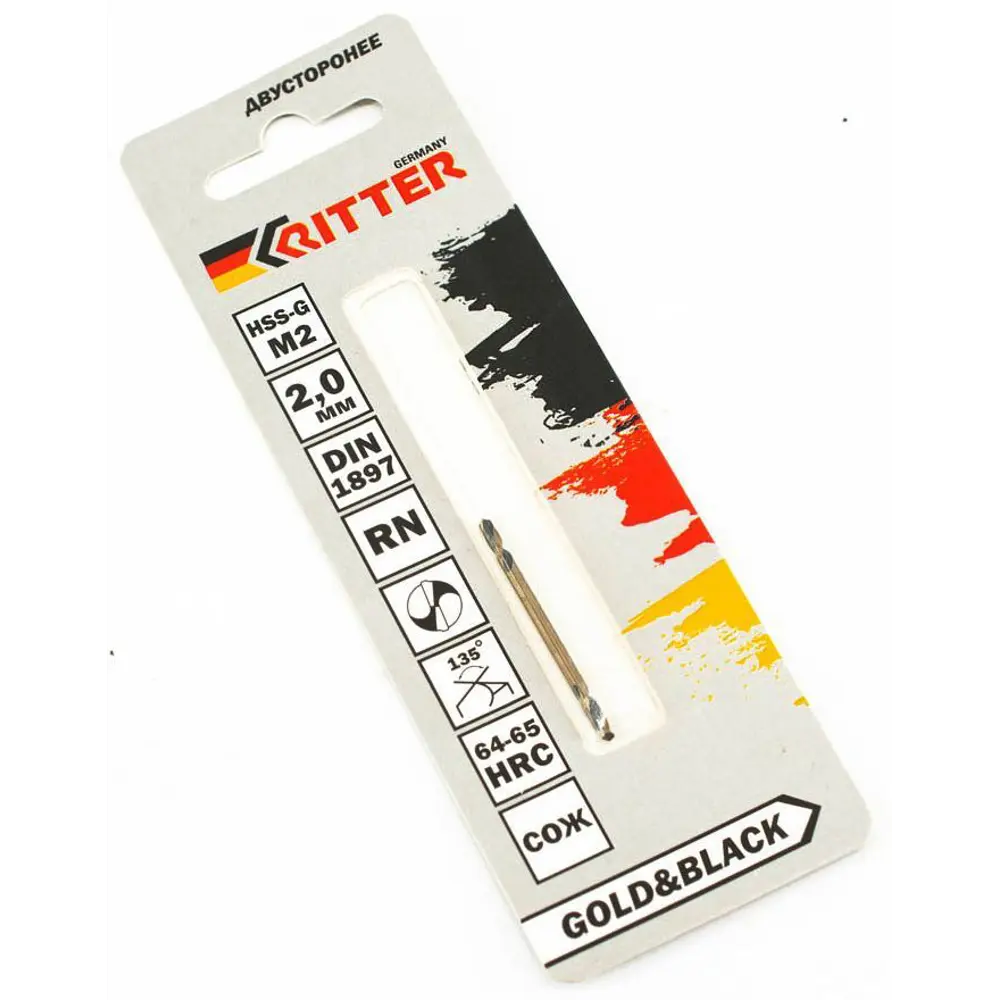 ДВУСТОРОНЕЕ
GERMANY
RITTER
HSS-G
M2
2,0
ММ
DIN
1897
RN
135°
64-65
HRC
СОЖ
GOLD&BLACK